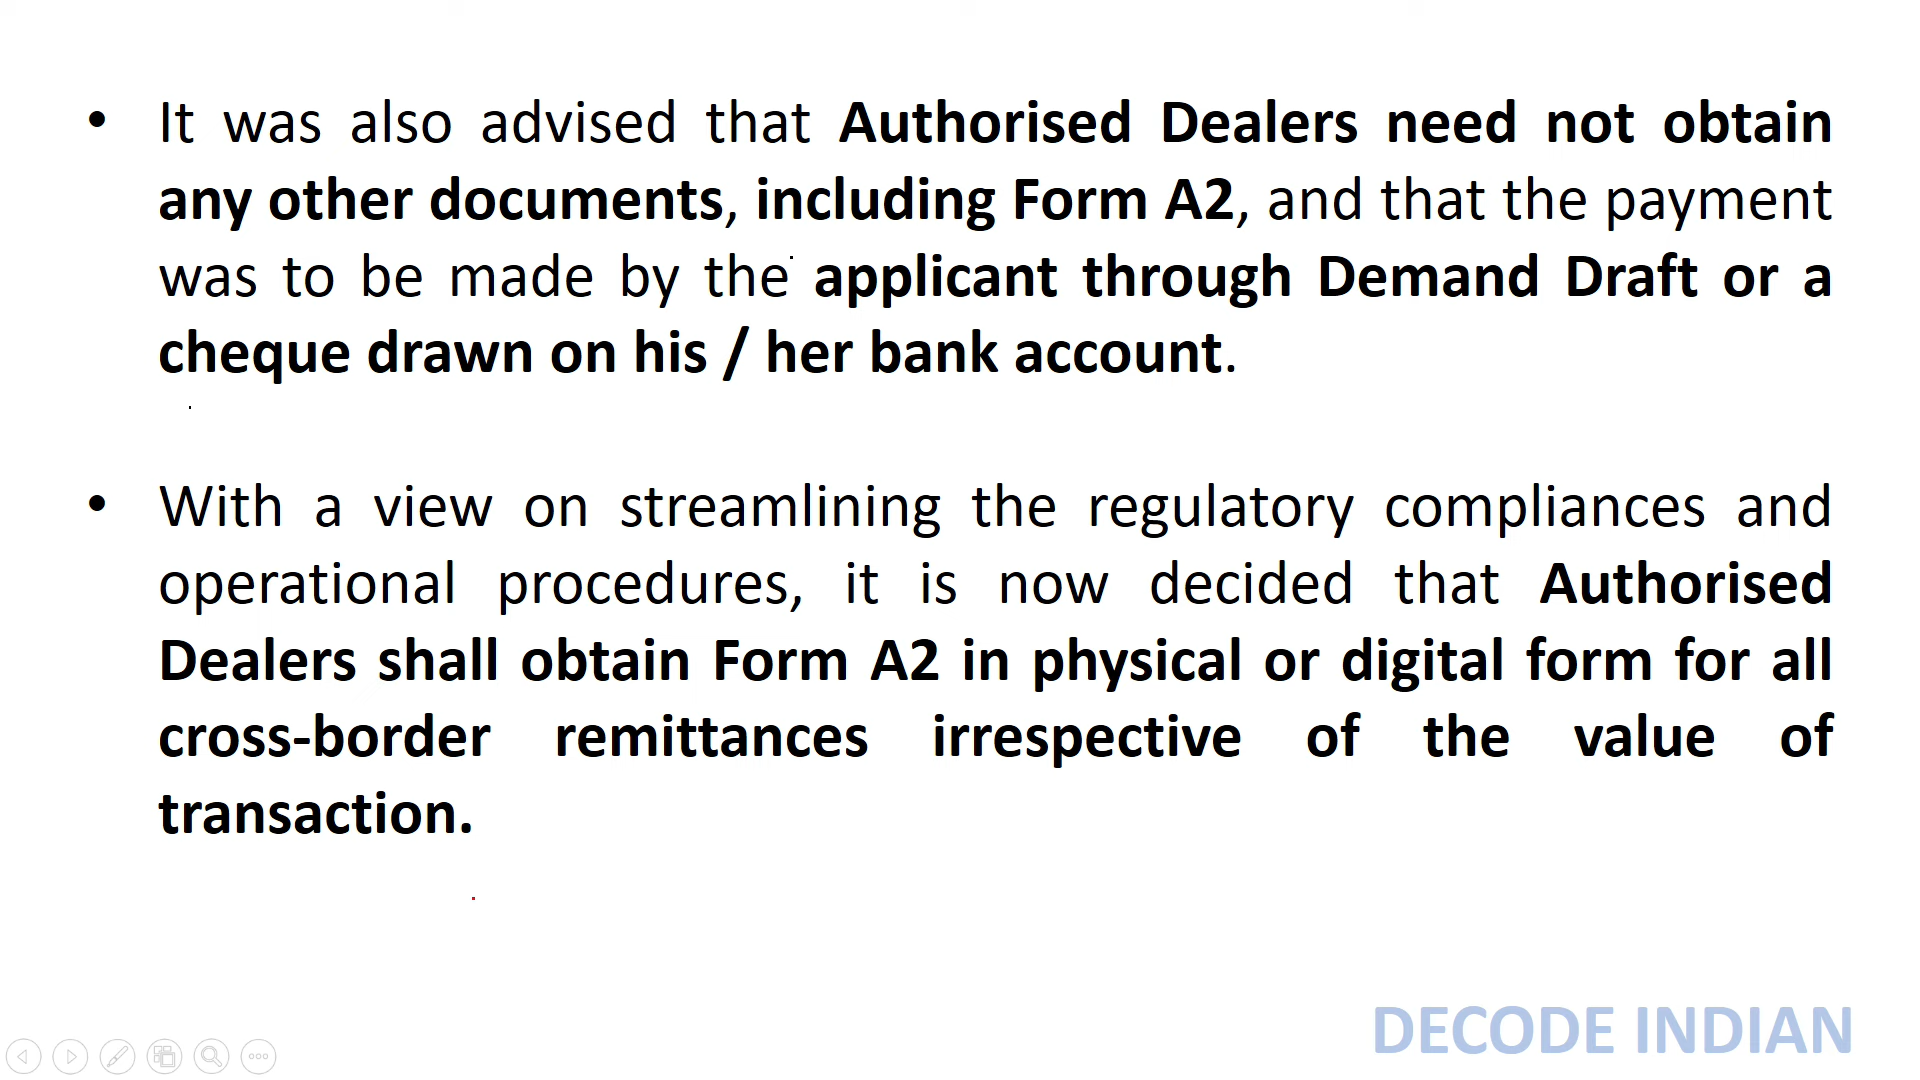 • It was also advised that Authorised Dealers need not obtain
any other documents, including Form A2, and that the payment
was to be made by the applicant through Demand Draft or a
cheque drawn on his / her bank account.
• With a view on streamlining the regulatory compliances and
operational procedures, it is now decided that Authorised
Dealers shall obtain Form A2 in physical or digital form for all
cross-border remittances irrespective of the value of
transaction.
DECODE INDIAN